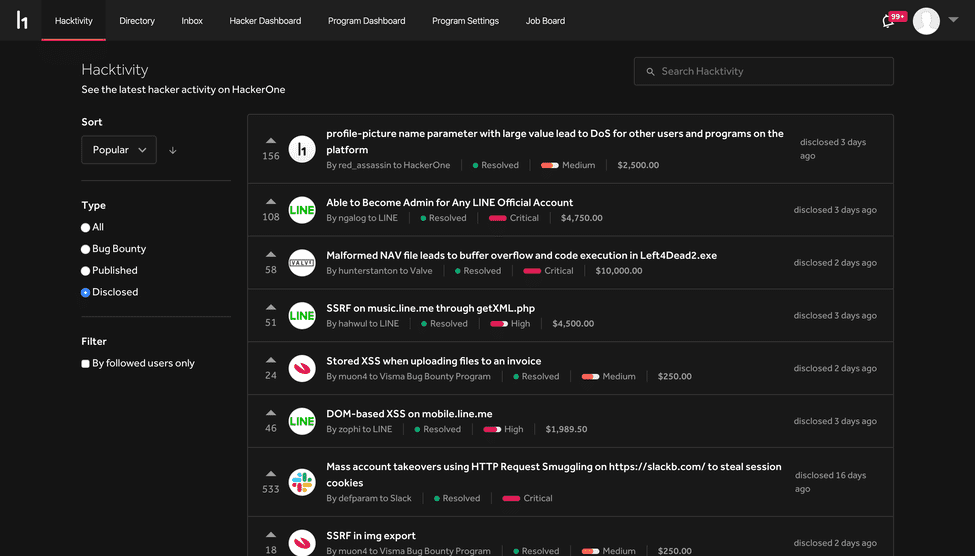 h1 Hacktivity Directory Inbox Hacker Dashboard Program Dashboard Program Settings Job Board 99+
Hacktivity
See the latest hacker activity on HackerOne
Search Hacktivity
Sort
Popular
Type
All
Bug Bounty
Published
Disclosed
Filter
By followed users only
156
h1
profile-picture name parameter with large value lead to DoS for other users and programs on the
platform
By red_assassin to HackerOne Resolved Medium $2,500.00
disclosed 3 days
ago
108
LINE
Able to Become Admin for Any LINE Official Account
By ngalog to LINE Resolved Critical $4,750.00
disclosed 3 days ago
58
VALVE
Malformed NAV file leads to buffer overflow and code execution in Left4Dead2.exe
By hunterstanton to Valve Resolved Critical $10,000.00
disclosed 2 days ago
51
LINE
SSRF on music.line.me through getXML.php
By hahwul to LINE Resolved High $4,500.00
disclosed 3 days ago
24
Stored XSS when uploading files to an invoice
By muon4 to Visma Bug Bounty Program Resolved Medium $250.00
disclosed 2 days ago
46
LINE
DOM-based XSS on mobile.line.me
By zophi to LINE Resolved High $1,989.50
disclosed 3 days ago
533
Mass account takeovers using HTTP Request Smuggling on https://slackb.com/ to steal session
cookies
By defparam to Slack Resolved Critical
disclosed 16 days
ago
18
SSRF in img export
By muon4 to Visma Bug Bounty Program Resolved Medium $250.00
disclosed 2 days ago